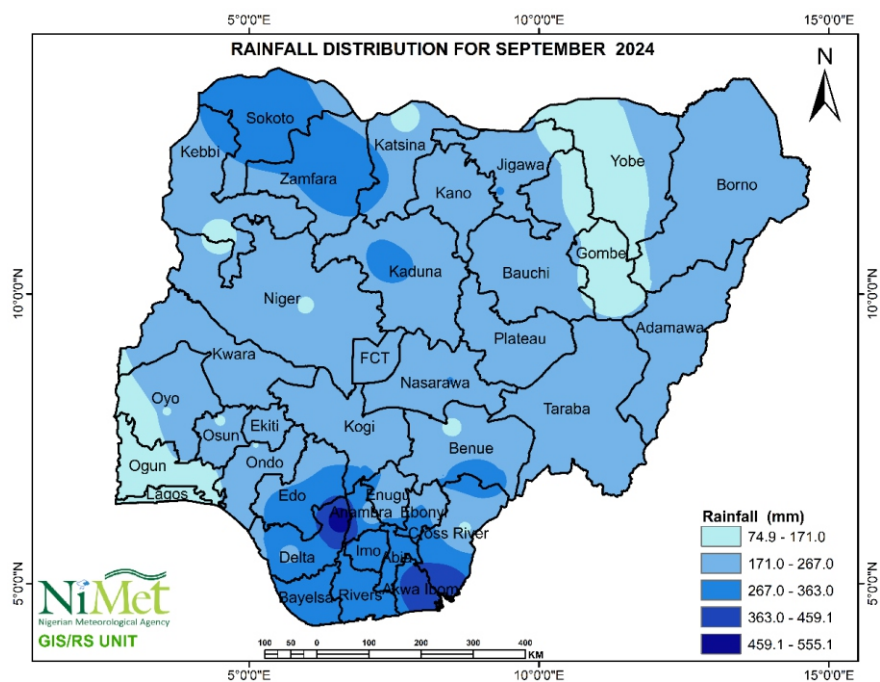 5°0'0"E
10°0'0"E
15°0'0"E
RAINFALL DISTRIBUTION FOR SEPTEMBER 2024
N
Sokoto
Kebbi
Zamfara
Katsina
Kano
Jigawa
Yobe
Borno
Gombe
Bauchi
Kaduna
Niger
10°0'0"N
10°0'0"N
Adamawa
Plateau
FCT
Kwara
Nasarawa
Oyo
Taraba
Kogi
Ekiti
Osun
Benue
Ogun
Ondo
Lagos
Edo
Enugu
Anambra
Ebonyi
Cross River
Delta
Imo
Abia
Akwa Ibom
Bayelsa
Rivers
5°0'0"N
5°0'0"N
Rainfall (mm)
74.9 - 171.0
171.0 - 267.0
267.0 - 363.0
363.0 - 459.1
459.1 - 555.1
NiMet
Nigerian Meteorological Agency
GIS/RS UNIT
100 50 0 100 200 300 400
KM
5°0'0"E
10°0'0"E
15°0'0"E